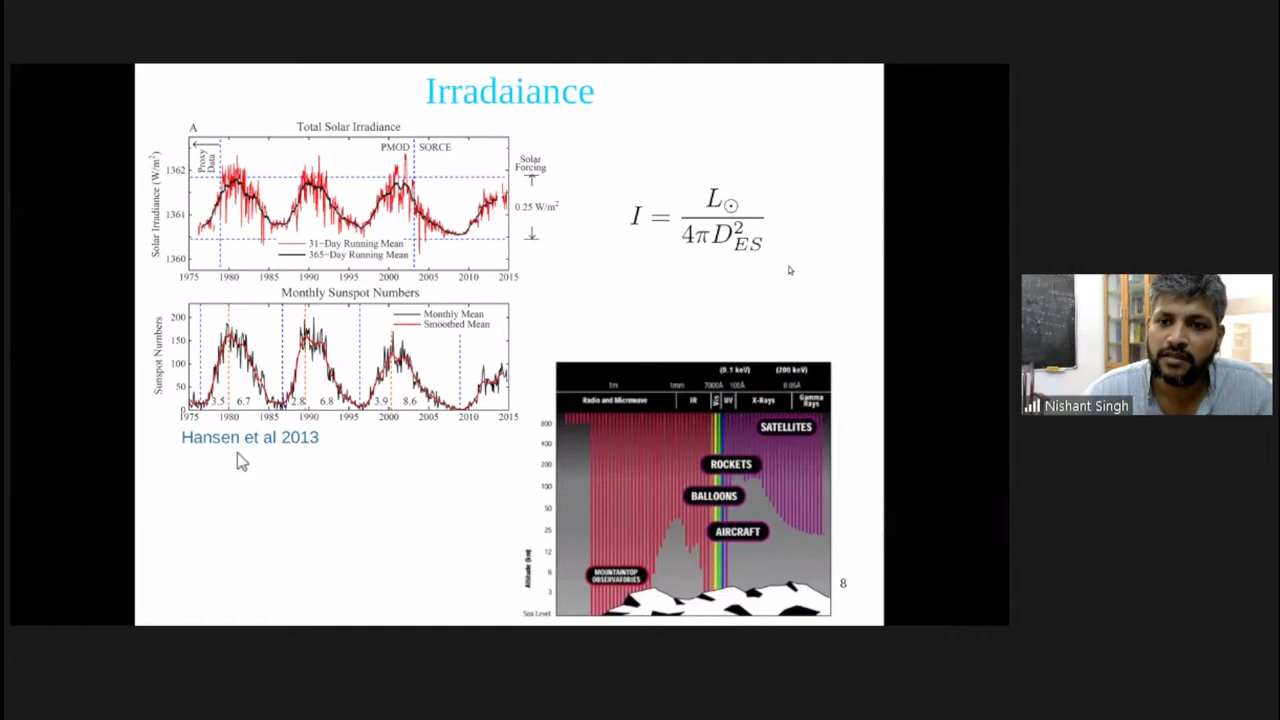 Irradaiance
A
Total Solar Irradiance
Proxy
Data
PMOD
SORCE
Solar
Forcing
0.25 W/m²
Solar Irradiance (W/m²)
1362
1361
1360
31−Day Running Mean
365−Day Running Mean
1975 1980 1985 1990 1995 2000 2005 2010 2015
Monthly Sunspot Numbers
Monthly Mean
Smoothed Mean
Sunspot Numbers
200
150
100
50
0
3.5 6.7 2.8 6.8 3.9 8.6
1975 1980 1985 1990 1995 2000 2005 2010 2015
Hansen et al 2013
I = L☉ / 4πD²ES
(0.1 keV) (200 keV)
1m 1mm 7000Å 100Å 0.05Å
Radio and Microwave IR Vis UV X-Rays Gamma Rays
800
400
200
100
50
25
12
6
3
Sea Level
Altitude (km)
SATELLITES
ROCKETS
BALLOONS
AIRCRAFT
MOUNTAINTOP
OBSERVATORIES
8
Nishant Singh